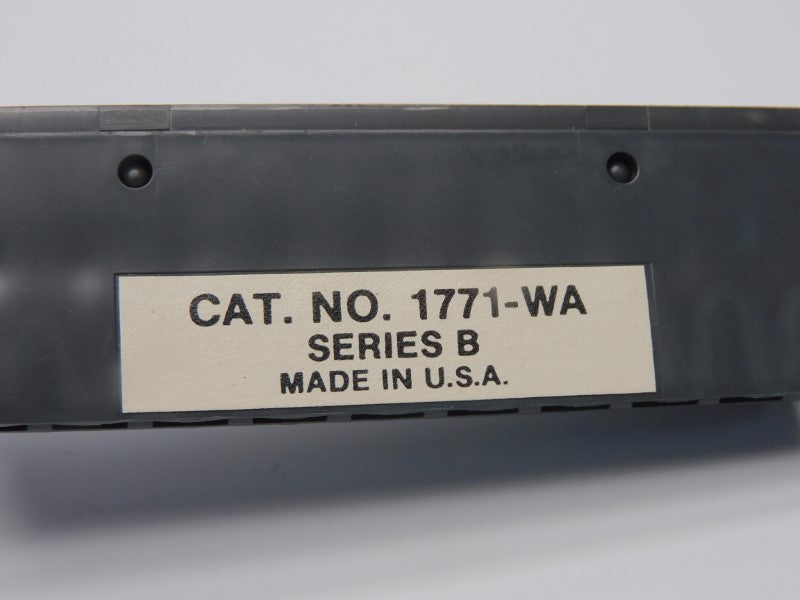 CAT. NO. 1771-WA
SERIES B
MADE IN U.S.A.